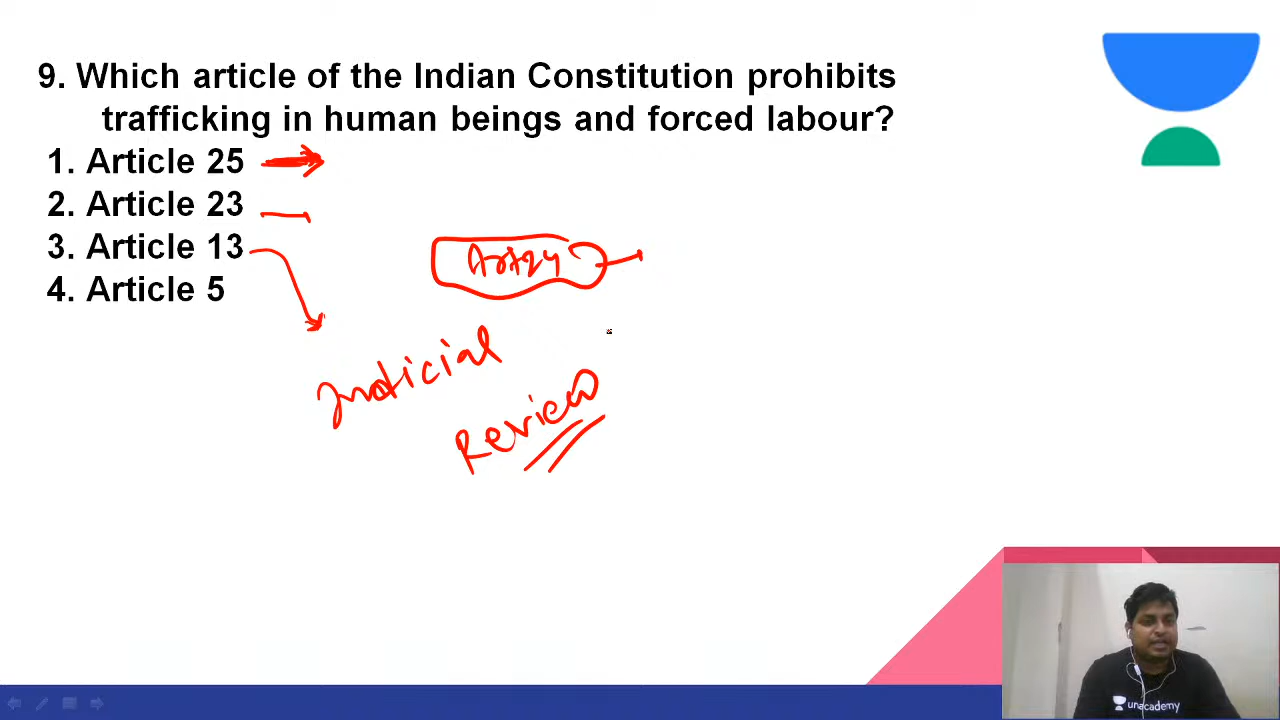 9. Which article of the Indian Constitution prohibits
trafficking in human beings and forced labour?
1. Article 25
2. Article 23
3. Article 13
4. Article 5
Art24
Judicial
Review
unacademy